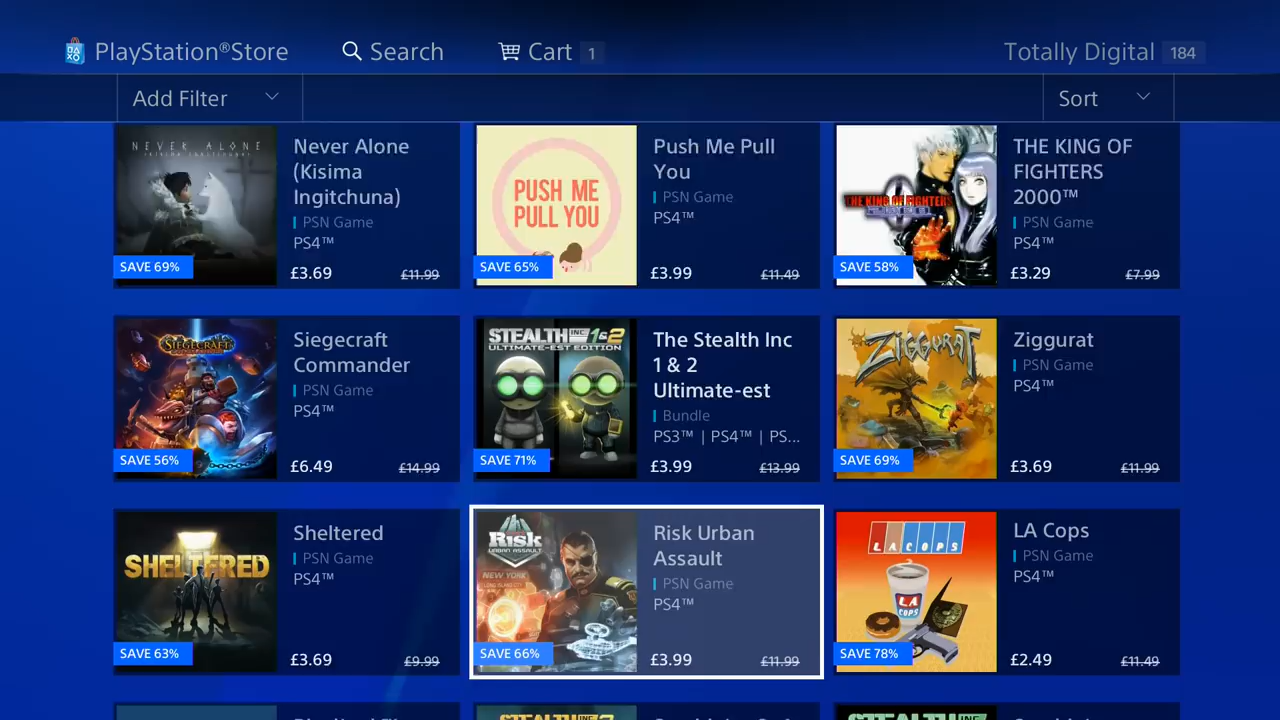 PlayStation®Store
Search
Cart 1
Totally Digital 184
Add Filter
Sort
NEVER ALONE
SAVE 69%
Never Alone
(Kisima
Ingitchuna)
PSN Game
PS4™
£3.69 £11.99
PUSH ME
PULL YOU
SAVE 65%
Push Me Pull
You
PSN Game
PS4™
£3.99 £11.49
THE KING OF FIGHTERS
SAVE 58%
THE KING OF
FIGHTERS
2000™
PSN Game
PS4™
£3.29 £7.99
SIEGECRAFT
SAVE 56%
Siegecraft
Commander
PSN Game
PS4™
£6.49 £14.99
STEALTH INC. 1&2
ULTIMATE-EST EDITION
SAVE 71%
The Stealth Inc
1 & 2
Ultimate-est
Bundle
PS3™ | PS4™ | PS...
£3.99 £13.99
ZIGGURAT
SAVE 69%
Ziggurat
PSN Game
PS4™
£3.69 £11.99
SHELTERED
SAVE 63%
Sheltered
PSN Game
PS4™
£3.69 £9.99
Risk
URBAN ASSAULT
NEW YORK
LONG ISLAND CITY
SAVE 66%
Risk Urban
Assault
PSN Game
PS4™
£3.99 £11.99
LA COPS
LA
COPS
SAVE 78%
LA Cops
PSN Game
PS4™
£2.49 £11.49